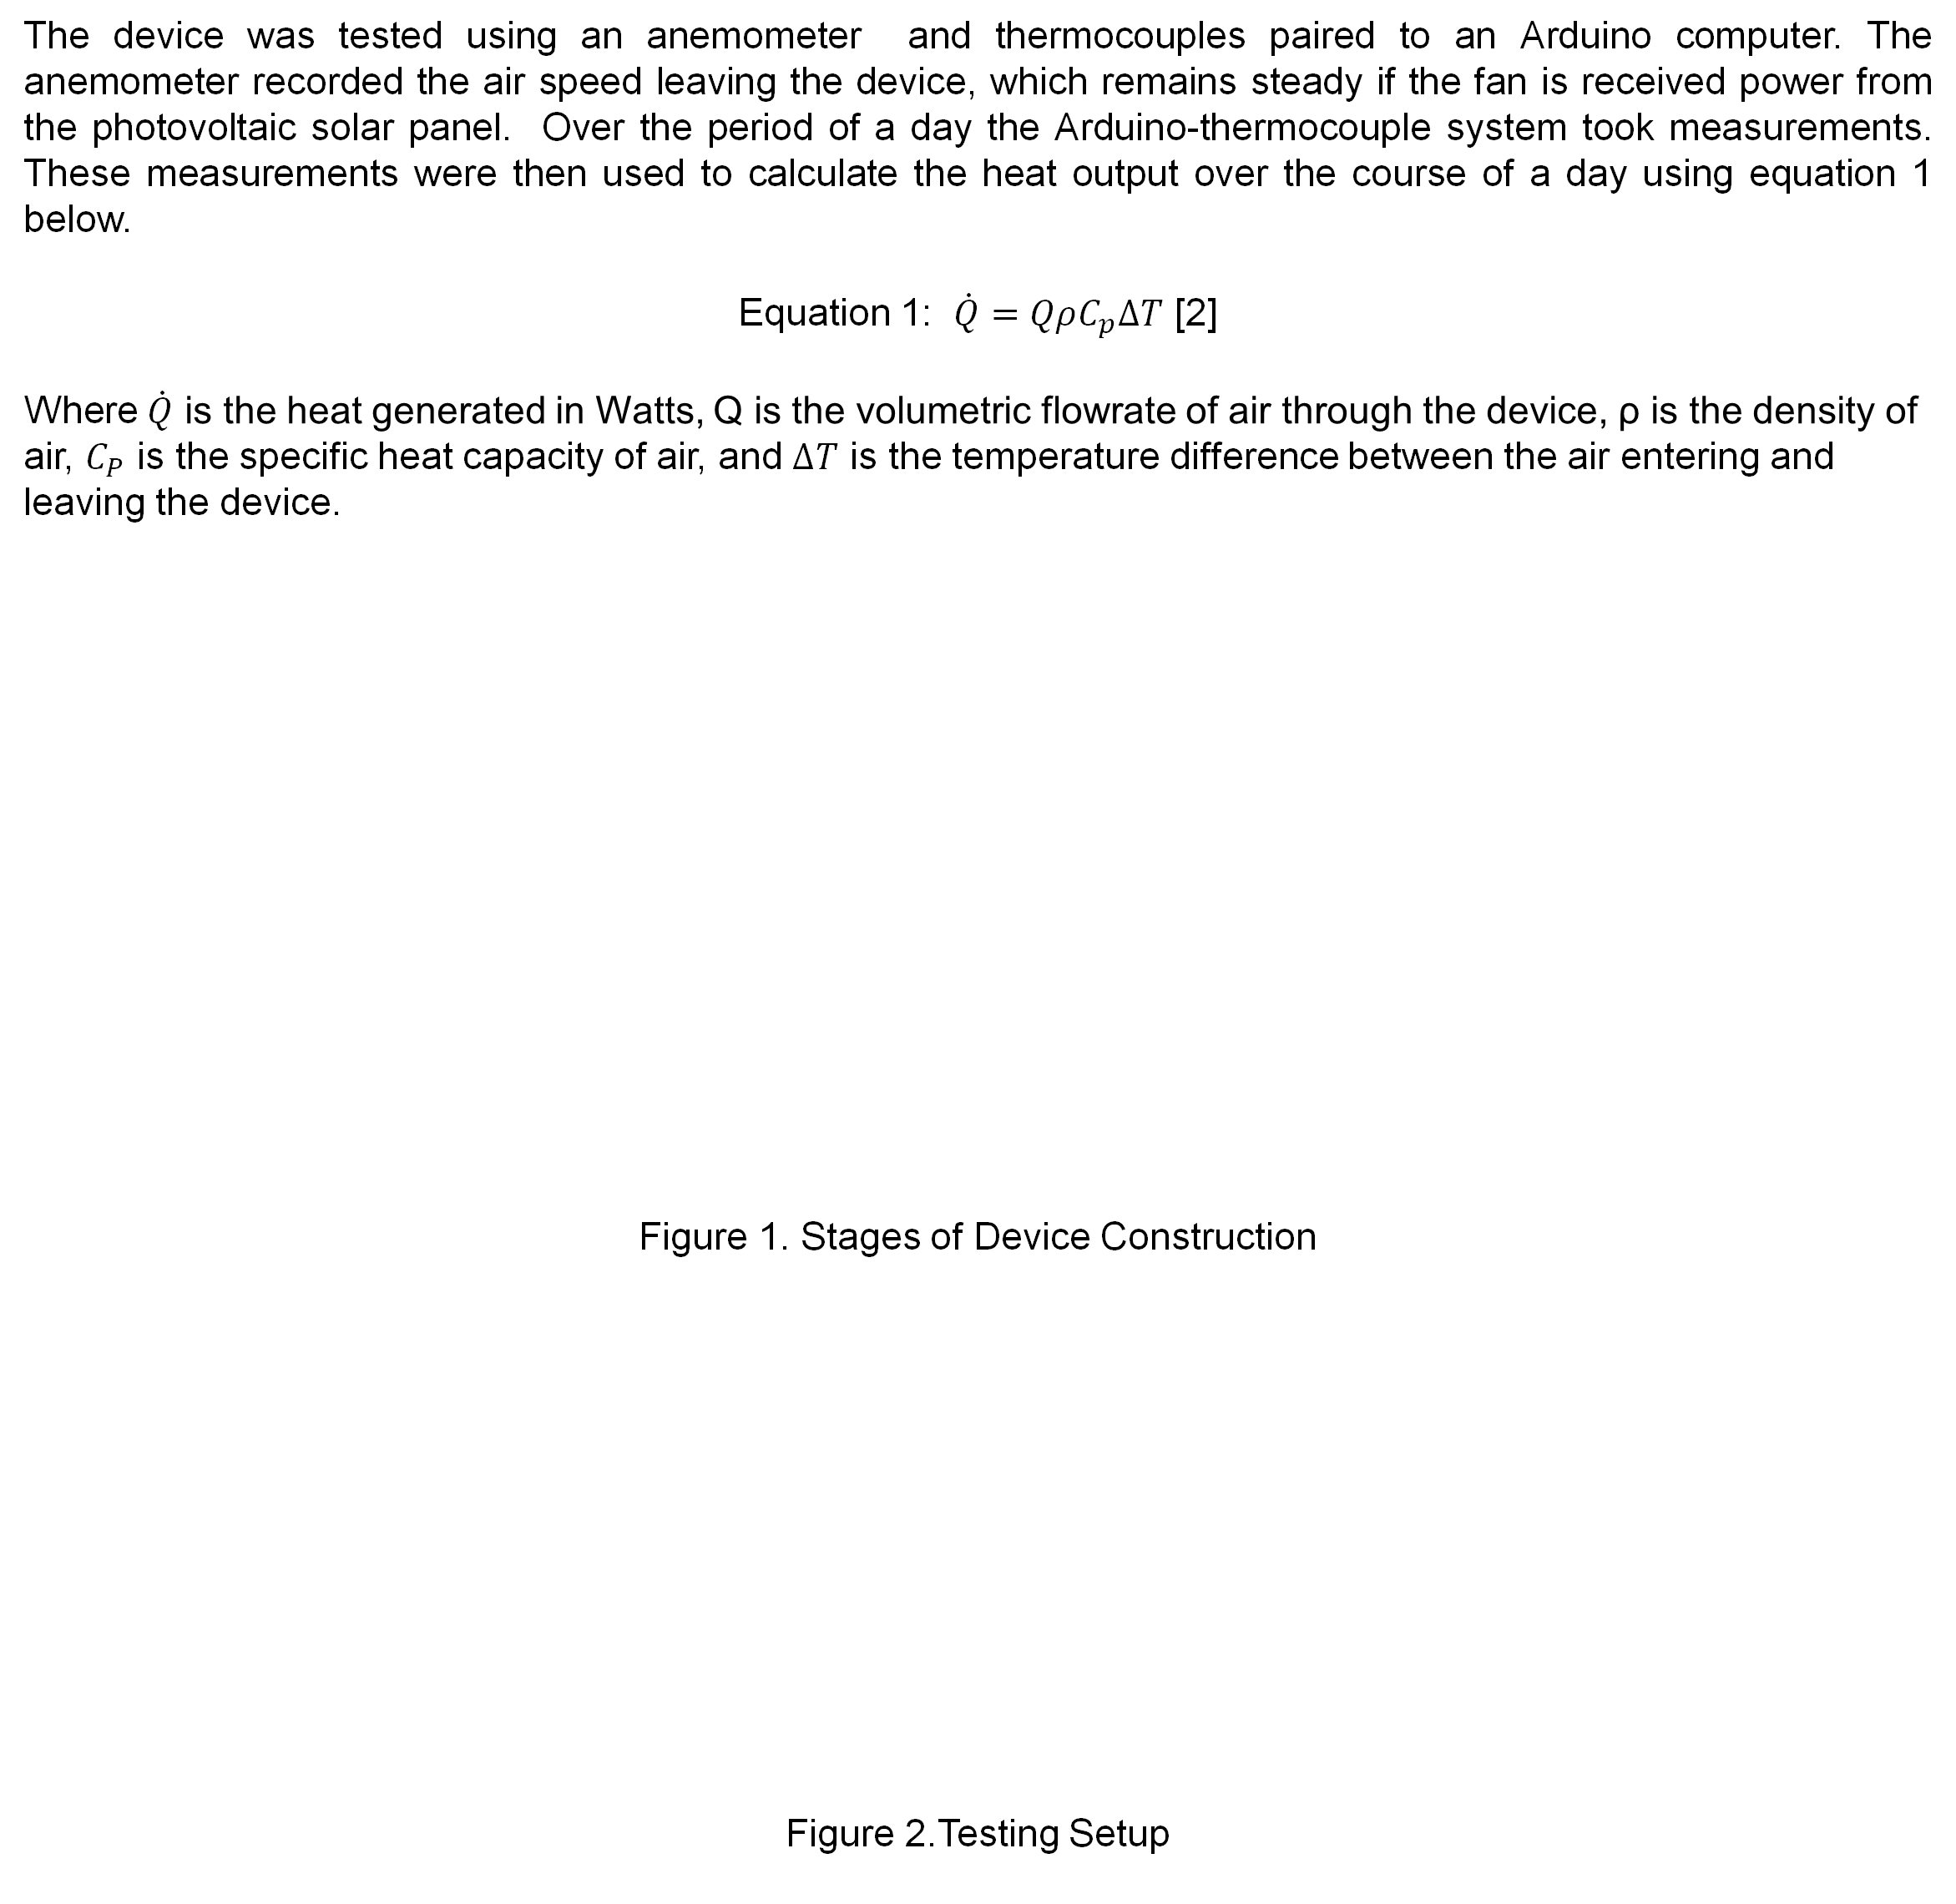 The device was tested using an anemometer and thermocouples paired to an Arduino computer. The
anemometer recorded the air speed leaving the device, which remains steady if the fan is received power from
the photovoltaic solar panel. Over the period of a day the Arduino-thermocouple system took measurements.
These measurements were then used to calculate the heat output over the course of a day using equation 1
below.
Equation 1: Q̇ = QρC_pΔT [2]
Where Q̇ is the heat generated in Watts, Q is the volumetric flowrate of air through the device, ρ is the density of
air, C_P is the specific heat capacity of air, and ΔT is the temperature difference between the air entering and
leaving the device.
Figure 1. Stages of Device Construction
Figure 2.Testing Setup